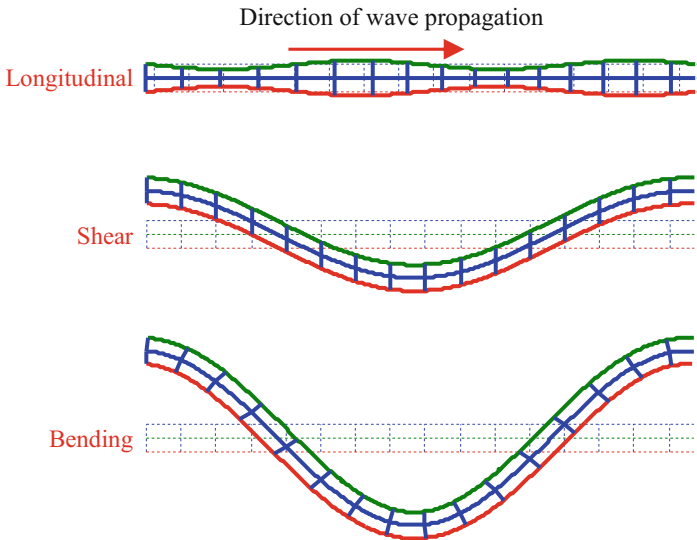 Direction of wave propagation
Longitudinal
Shear
Bending